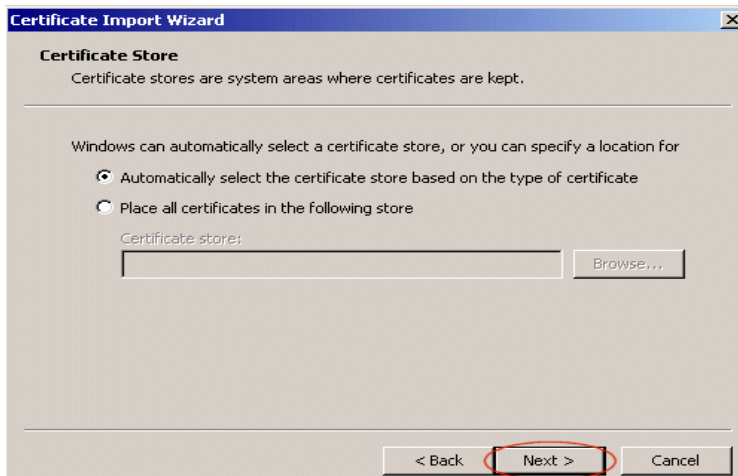 Certificate Import Wizard
Certificate Store
Certificate stores are system areas where certificates are kept.
Windows can automatically select a certificate store, or you can specify a location for
Automatically select the certificate store based on the type of certificate
Place all certificates in the following store
Certificate store:
Browse...
< Back Next > Cancel